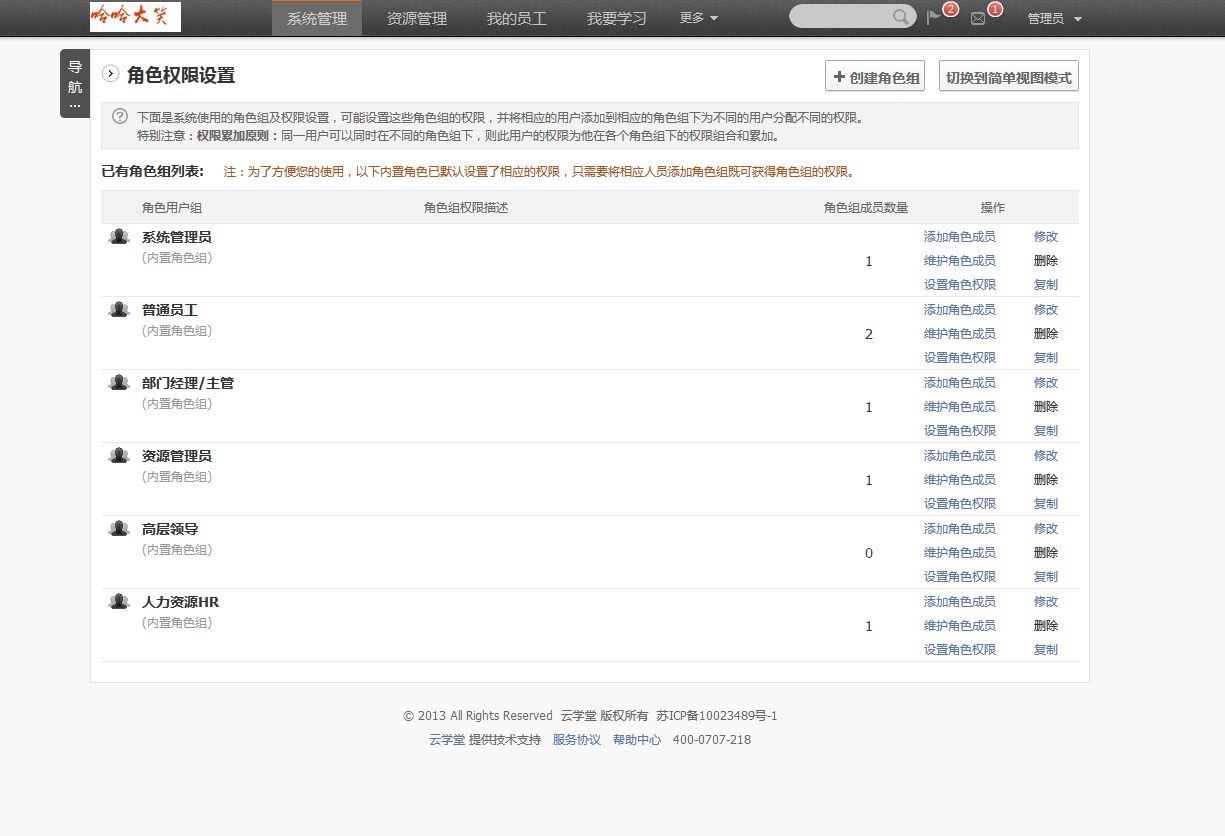 哈哈大笑
系统管理 资源管理 我的员工 我要学习 更多 2 1 管理员
导航...
角色权限设置
+ 创建角色组 切换到简单视图模式
下面是系统使用的角色组及权限设置，可能设置这些角色组的权限，并将相应的用户添加到相应的角色组下为不同的用户分配不同的权限。
特别注意：权限累加原则：同一用户可以同时在不同的角色组下，则此用户的权限为他在各个角色组下的权限组合和累加。
已有角色组列表: 注：为了方便您的使用，以下内置角色已默认设置了相应的权限，只需要将相应人员添加角色组既可获得角色组的权限。
角色用户组 角色组权限描述 角色组成员数量 操作
系统管理员 添加角色成员 修改
(内置角色组) 1 维护角色成员 删除
设置角色权限 复制
普通员工 添加角色成员 修改
(内置角色组) 2 维护角色成员 删除
设置角色权限 复制
部门经理/主管 添加角色成员 修改
(内置角色组) 1 维护角色成员 删除
设置角色权限 复制
资源管理员 添加角色成员 修改
(内置角色组) 1 维护角色成员 删除
设置角色权限 复制
高层领导 添加角色成员 修改
(内置角色组) 0 维护角色成员 删除
设置角色权限 复制
人力资源HR 添加角色成员 修改
(内置角色组) 1 维护角色成员 删除
设置角色权限 复制
© 2013 All Rights Reserved 云学堂 版权所有 苏ICP备10023489号-1
云学堂 提供技术支持 服务协议 帮助中心 400-0707-218